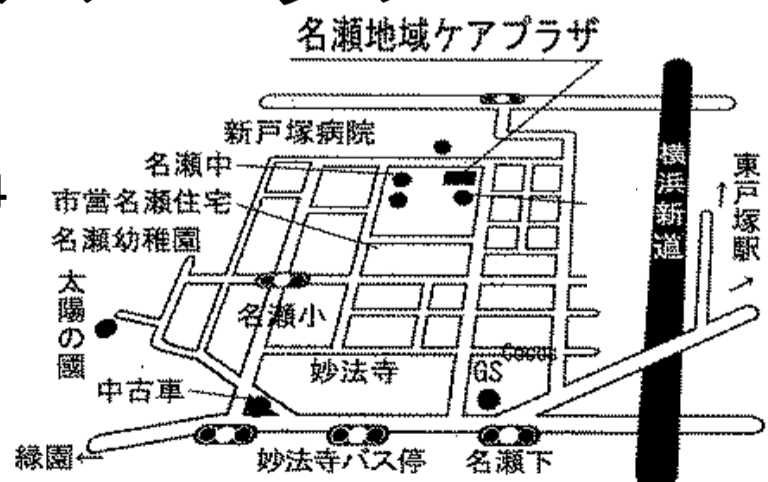 名瀬地域ケアプラザ
新戸塚病院
名瀬中
市営名瀬住宅
名瀬幼稚園
太陽の國
名瀬小
妙法寺
中古車
GS
Cocos
横浜新道
東戸塚駅
→
→
緑園←
妙法寺バス停
名瀬下